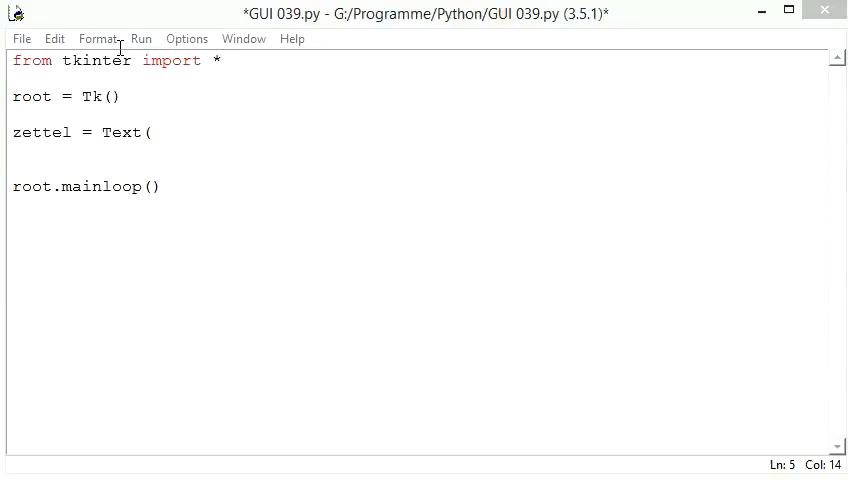 *GUI 039.py - G:/Programme/Python/GUI 039.py (3.5.1)*
File Edit Format Run Options Window Help
from tkinter import *
root = Tk()
zettel = Text(
root.mainloop()
Ln: 5 Col: 14